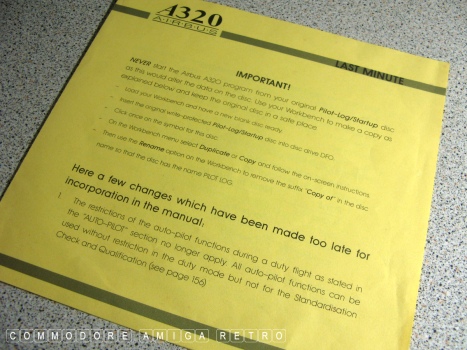 A320
AIRBUS
LAST MINUTE
IMPORTANT!
NEVER start the Airbus A320 program from your original Pilot-Log/Startup disc
as this would alter the data on the disc. Use your Workbench to make a copy as
explained below and keep the original disc in a safe place.
- Load your Workbench and have a new blank disc ready.
- Insert the original write-protected Pilot-Log/Startup disc into disc drive DF0.
- Click once on the symbol for this disc.
- On the Workbench menu select Duplicate or Copy and follow the on-screen instructions
- Then use the Rename option on the Workbench to remove the suffix "Copy of" in the disc
name so that the disc has the name PILOT LOG.
Here a few changes which have been made too late for
incorporation in the manual:
1 The restrictions of the auto-pilot functions during a duty flight as stated in
the "AUTO-PILOT" section no longer apply. All auto-pilot functions can be
used without restriction in the duty mode but not for the Standardisation
Check and Qualification (see page 156)
COMMODORE AMIGA RETRO